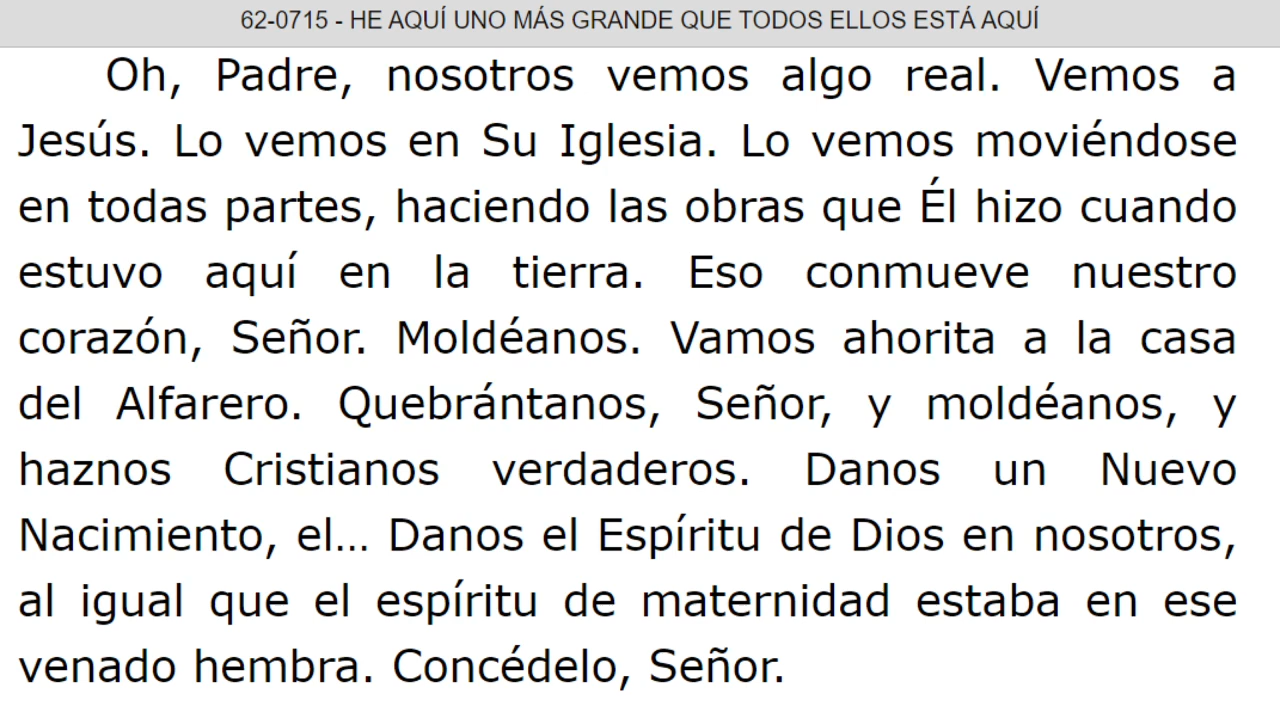 62-0715 - HE AQUÍ UNO MÁS GRANDE QUE TODOS ELLOS ESTÁ AQUÍ
Oh, Padre, nosotros vemos algo real. Vemos a
Jesús. Lo vemos en Su Iglesia. Lo vemos moviéndose
en todas partes, haciendo las obras que Él hizo cuando
estuvo aquí en la tierra. Eso conmueve nuestro
corazón, Señor. Moldéanos. Vamos ahorita a la casa
del Alfarero. Quebrántanos, Señor, y moldéanos, y
haznos Cristianos verdaderos. Danos un Nuevo
Nacimiento, el... Danos el Espíritu de Dios en nosotros,
al igual que el espíritu de maternidad estaba en ese
venado hembra. Concédelo, Señor.